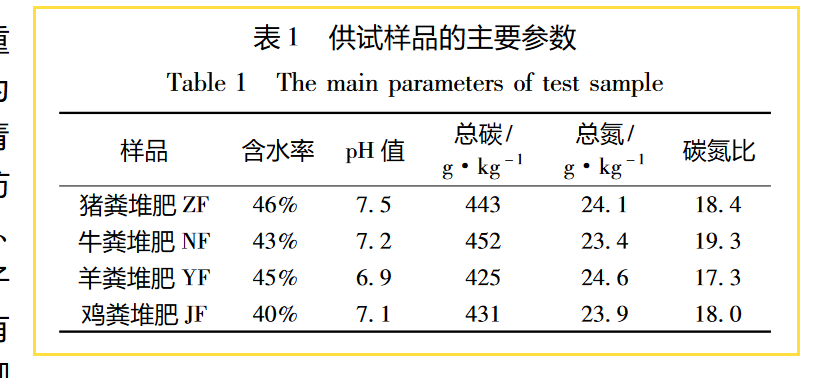 表1 供试样品的主要参数
Table 1 The main parameters of test sample
样品 含水率 pH 值 总碳/ g·kg⁻¹ 总氮/ g·kg⁻¹ 碳氮比
猪粪堆肥 ZF 46% 7.5 443 24.1 18.4
牛粪堆肥 NF 43% 7.2 452 23.4 19.3
羊粪堆肥 YF 45% 6.9 425 24.6 17.3
鸡粪堆肥 JF 40% 7.1 431 23.9 18.0